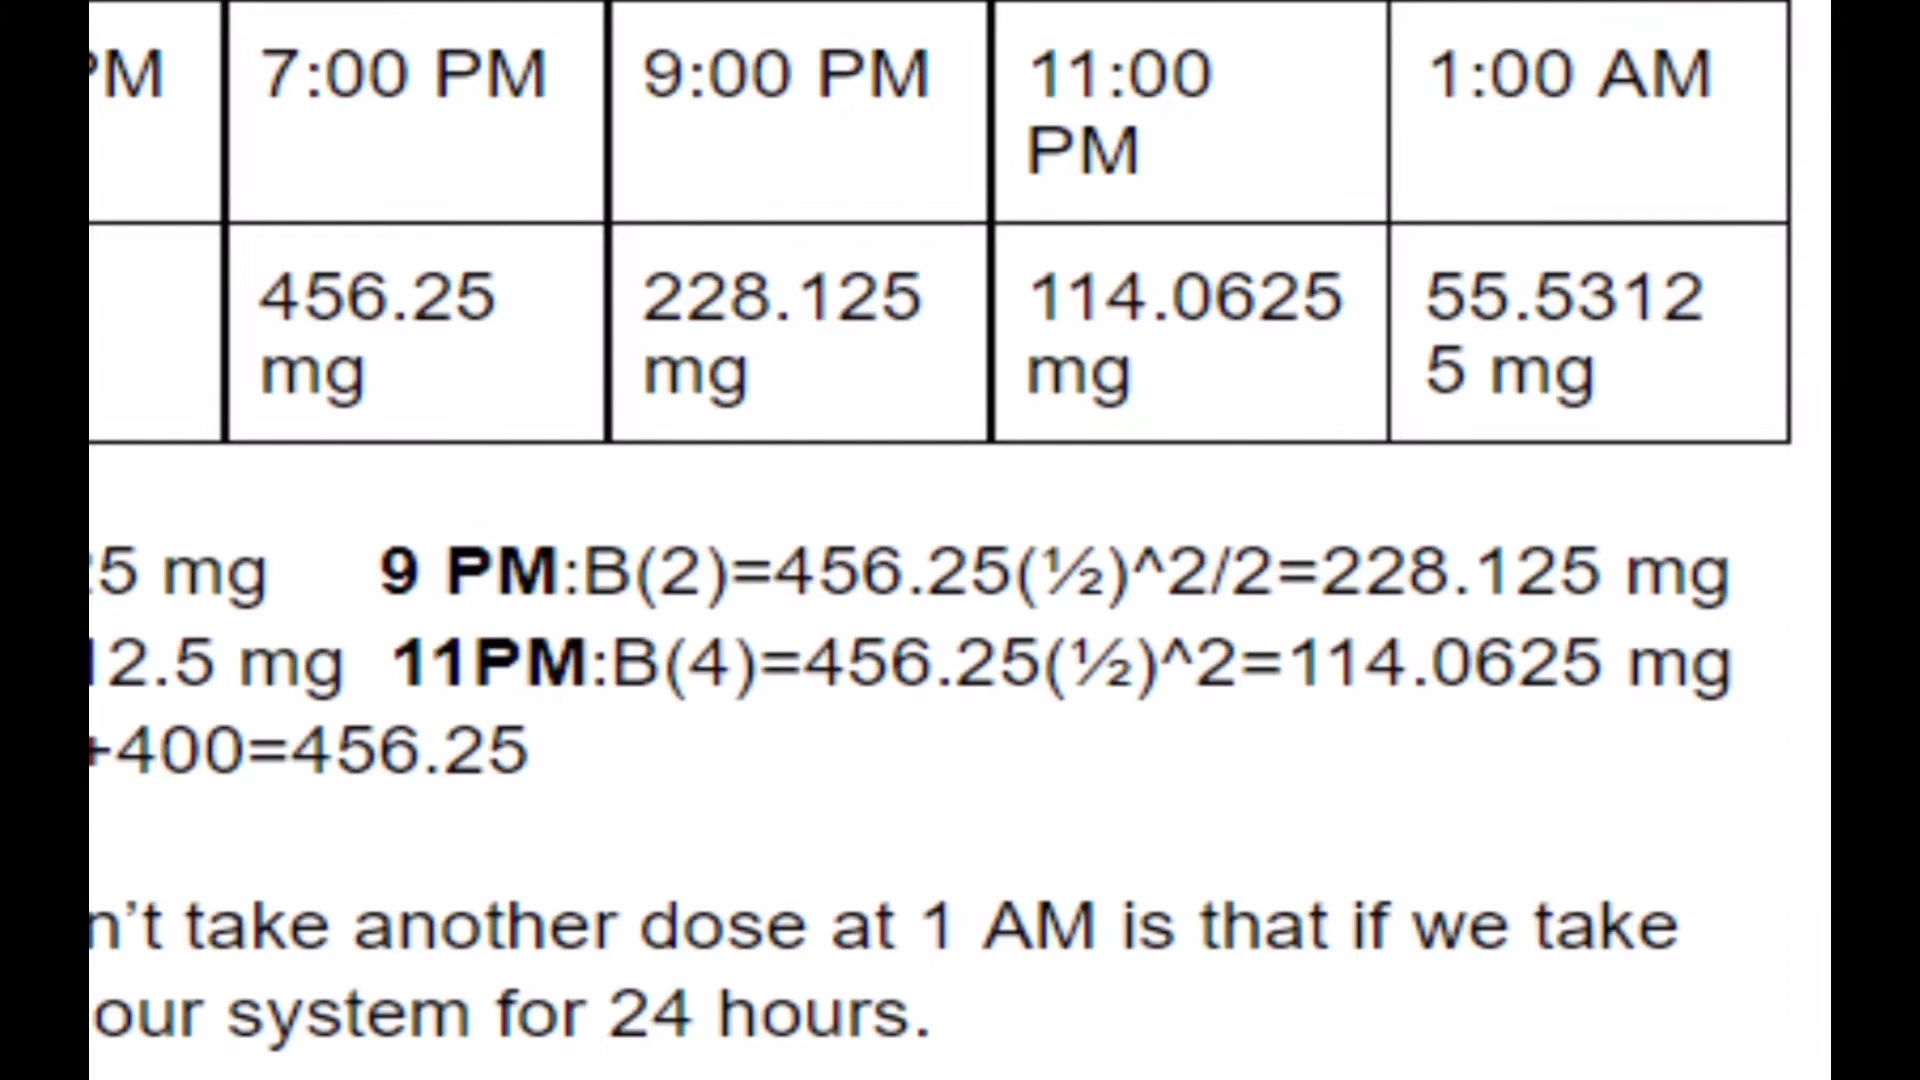 PM 7:00 PM 9:00 PM 11:00 1:00 AM
PM
456.25 228.125 114.0625 55.5312
mg mg mg 5 mg
5 mg 9 PM:B(2)=456.25(½)^2/2=228.125 mg
12.5 mg 11PM:B(4)=456.25(½)^2=114.0625 mg
+400=456.25
n’t take another dose at 1 AM is that if we take
our system for 24 hours.